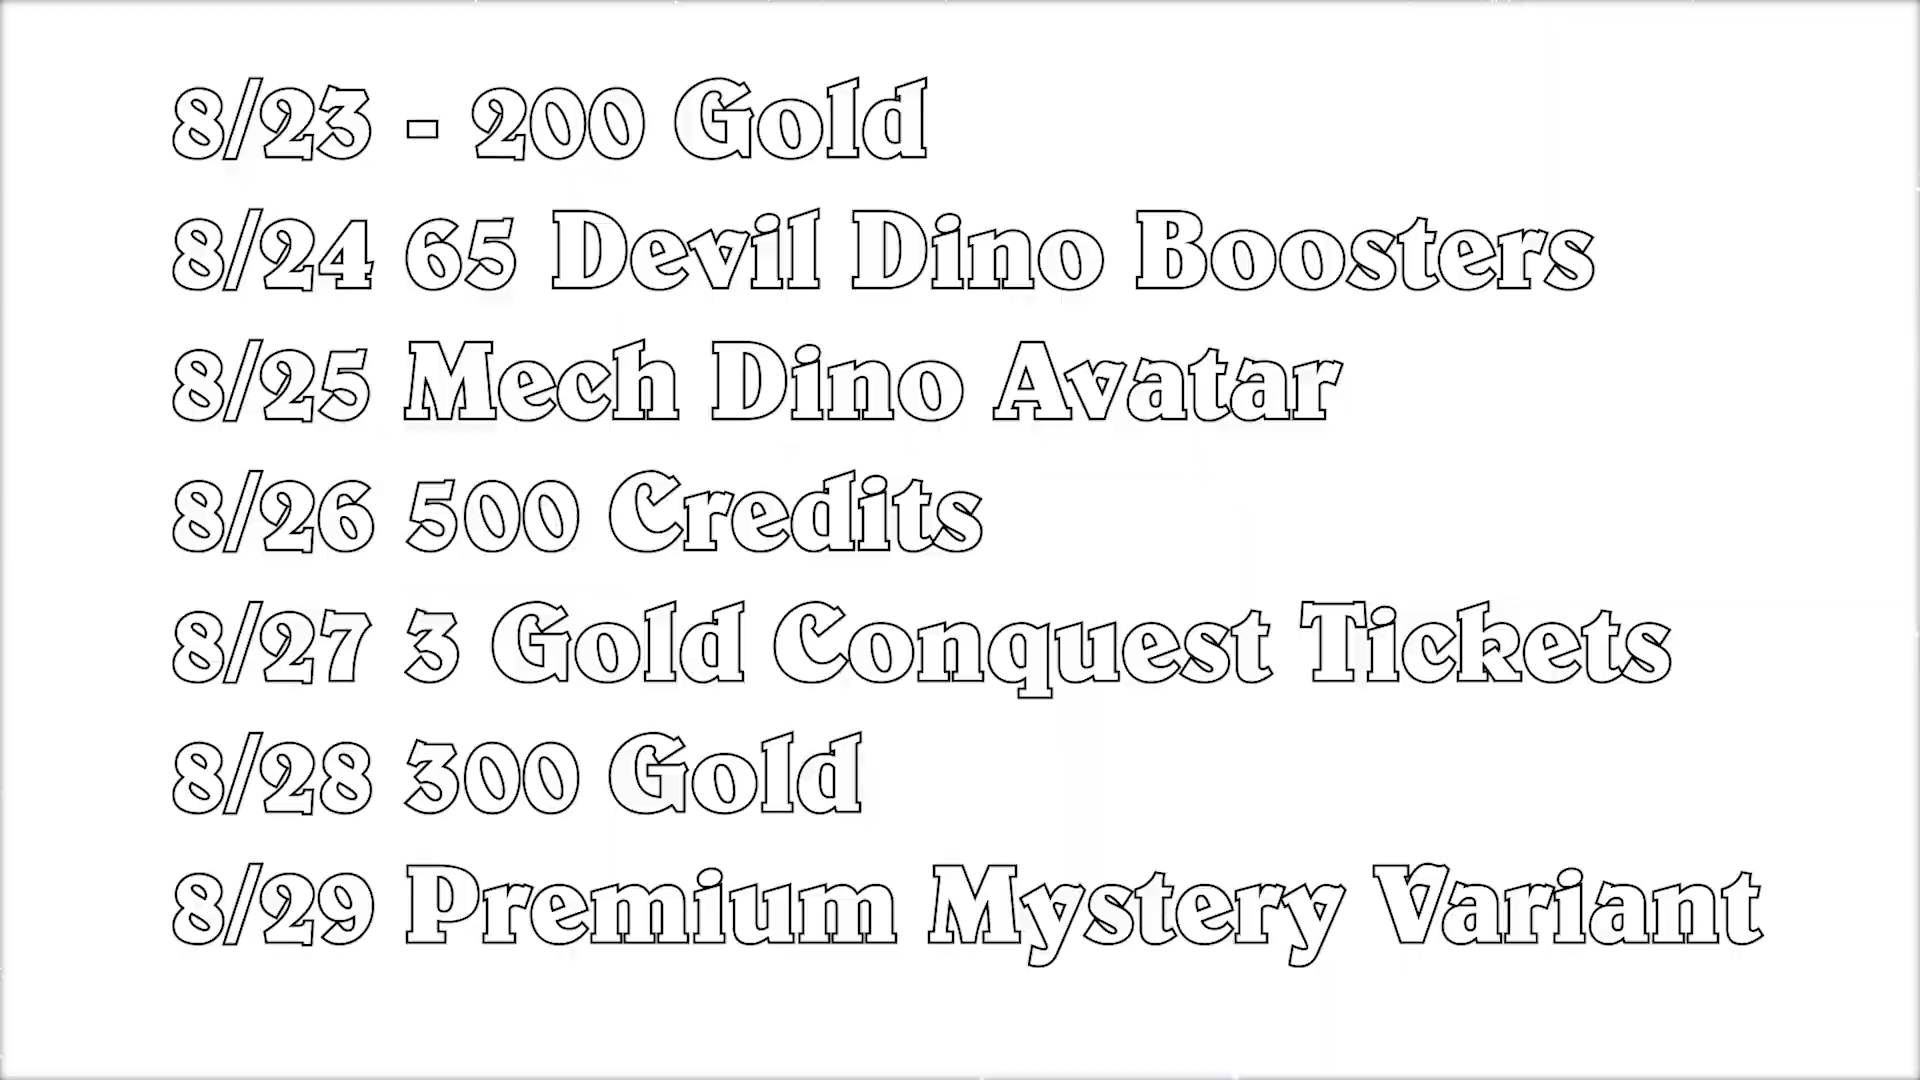 8/23 - 200 Gold
8/24 65 Devil Dino Boosters
8/25 Mech Dino Avatar
8/26 500 Credits
8/27 3 Gold Conquest Tickets
8/28 300 Gold
8/29 Premium Mystery Variant